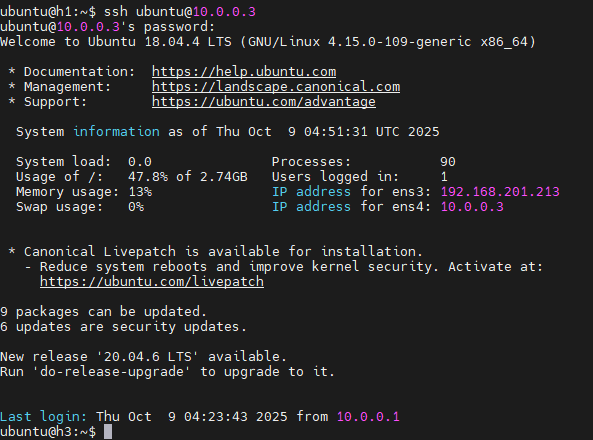 ubuntu@h1:~$ ssh ubuntu@10.0.0.3
ubuntu@10.0.0.3's password:
Welcome to Ubuntu 18.04.4 LTS (GNU/Linux 4.15.0-109-generic x86_64)

 * Documentation:  https://help.ubuntu.com
 * Management:     https://landscape.canonical.com
 * Support:        https://ubuntu.com/advantage

  System information as of Thu Oct  9 04:51:31 UTC 2025

  System load:  0.0               Processes:           90
  Usage of /:   47.8% of 2.74GB   Users logged in:     1
  Memory usage: 13%               IP address for ens3: 192.168.201.213
  Swap usage:   0%                IP address for ens4: 10.0.0.3


 * Canonical Livepatch is available for installation.
   - Reduce system reboots and improve kernel security. Activate at:
     https://ubuntu.com/livepatch

9 packages can be updated.
6 updates are security updates.

New release '20.04.6 LTS' available.
Run 'do-release-upgrade' to upgrade to it.


Last login: Thu Oct  9 04:23:43 2025 from 10.0.0.1
ubuntu@h3:~$